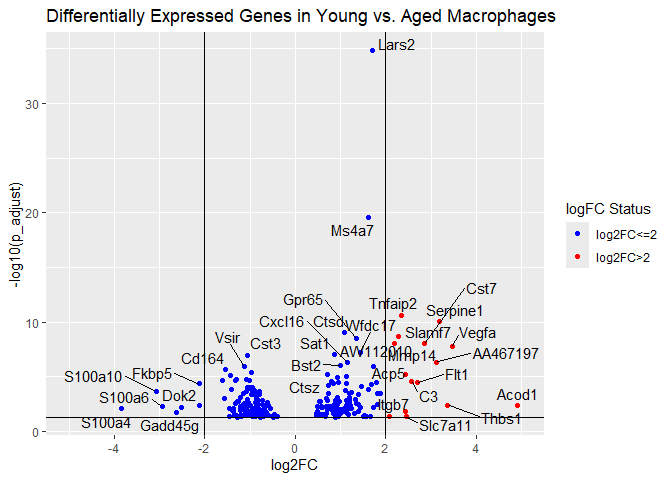 Differentially Expressed Genes in Young vs. Aged Macrophages
Lars2
30
-log10(p_adjust)
20
Ms4a7
logFC Status
log2FC<=2
log2FC>2
Cst7
Gpr65
Tnfaip2
Serpine1
10
Cxcl16
Ctsd
Wfdc17
Slamf7
Vegfa
Vsir
Cst3
Sat1
AW112010
Mmp14
AA467197
Cd164
Bst2
S100a10
Fkbp5
Acp5
Flt1
Ctsz
S100a6
Dok2
C3
Acod1
Itgb7
S100a4
Gadd45g
Slc7a11
Thbs1
0
-4
-2
0
2
4
log2FC